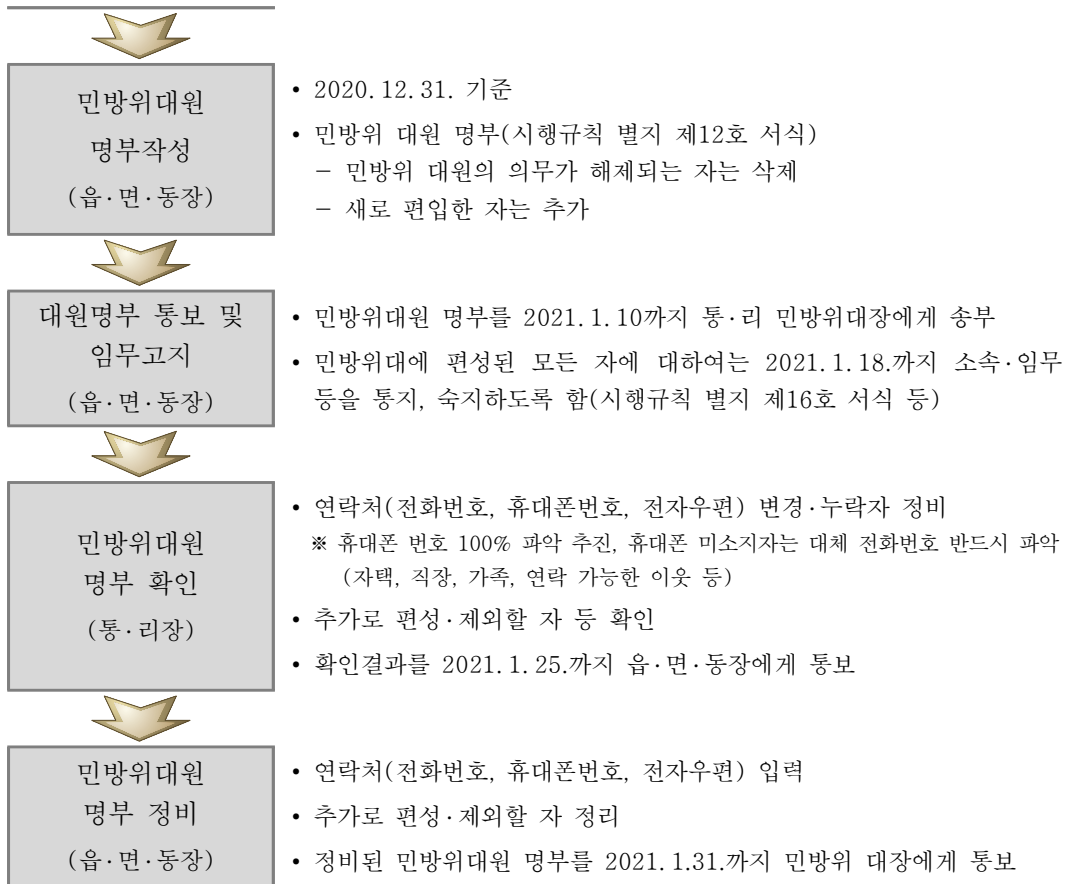 민방위대원
명부작성
(읍·면·동장)
• 2020.12.31. 기준
• 민방위 대원 명부(시행규칙 별지 제12호 서식)
- 민방위 대원의 의무가 해제되는 자는 삭제
- 새로 편입한 자는 추가
대원명부 통보 및
임무고지
(읍·면·동장)
• 민방위대원 명부를 2021.1.10까지 통·리 민방위대장에게 송부
• 민방위대에 편성된 모든 자에 대하여는 2021.1.18.까지 소속·임무
등을 통지, 숙지하도록 함(시행규칙 별지 제16호 서식 등)
민방위대원
명부 확인
(통·리장)
• 연락처(전화번호, 휴대폰번호, 전자우편) 변경·누락자 정비
※ 휴대폰 번호 100% 파악 추진, 휴대폰 미소지자는 대체 전화번호 반드시 파악
(자택, 직장, 가족, 연락 가능한 이웃 등)
• 추가로 편성·제외할 자 등 확인
• 확인결과를 2021.1.25.까지 읍·면·동장에게 통보
민방위대원
명부 정비
(읍·면·동장)
• 연락처(전화번호, 휴대폰번호, 전자우편) 입력
• 추가로 편성·제외할 자 정리
• 정비된 민방위대원 명부를 2021.1.31.까지 민방위 대장에게 통보